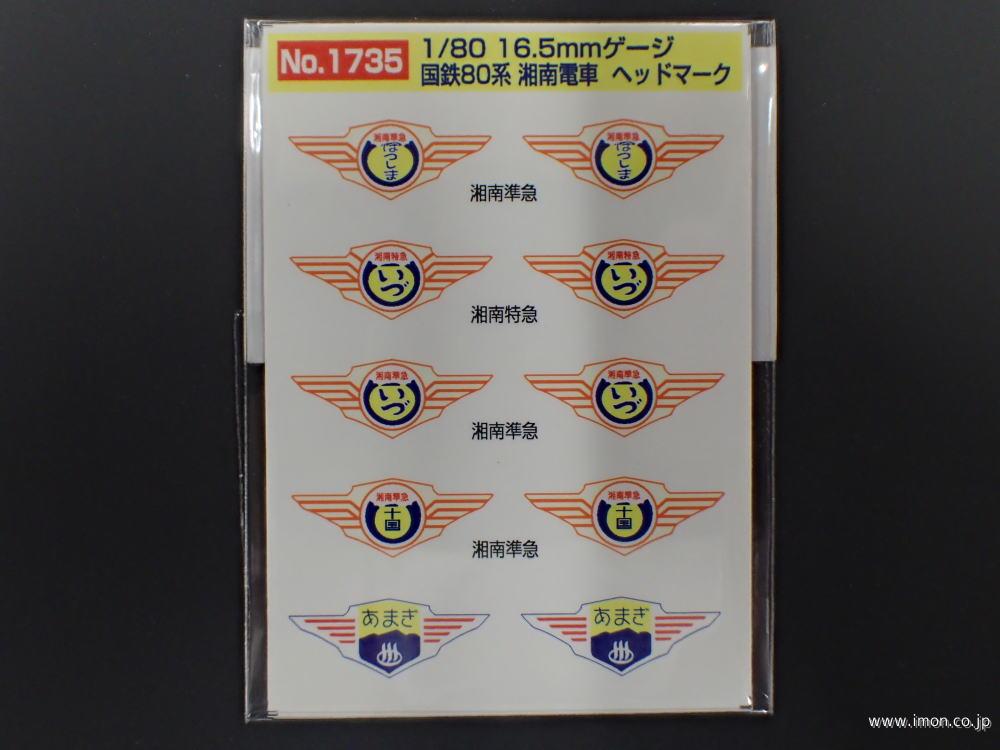 No.1735
1/80 16.5mmゲージ
国鉄80系 湘南電車 ヘッドマーク
湘南準急
はつしま
湘南準急
はつしま
湘南準急
湘南特急
いづ
湘南特急
いづ
湘南特急
湘南準急
いづ
湘南準急
いづ
湘南準急
湘南準急
十国
湘南準急
十国
湘南準急
あまぎ
あまぎ
www.imon.co.jp